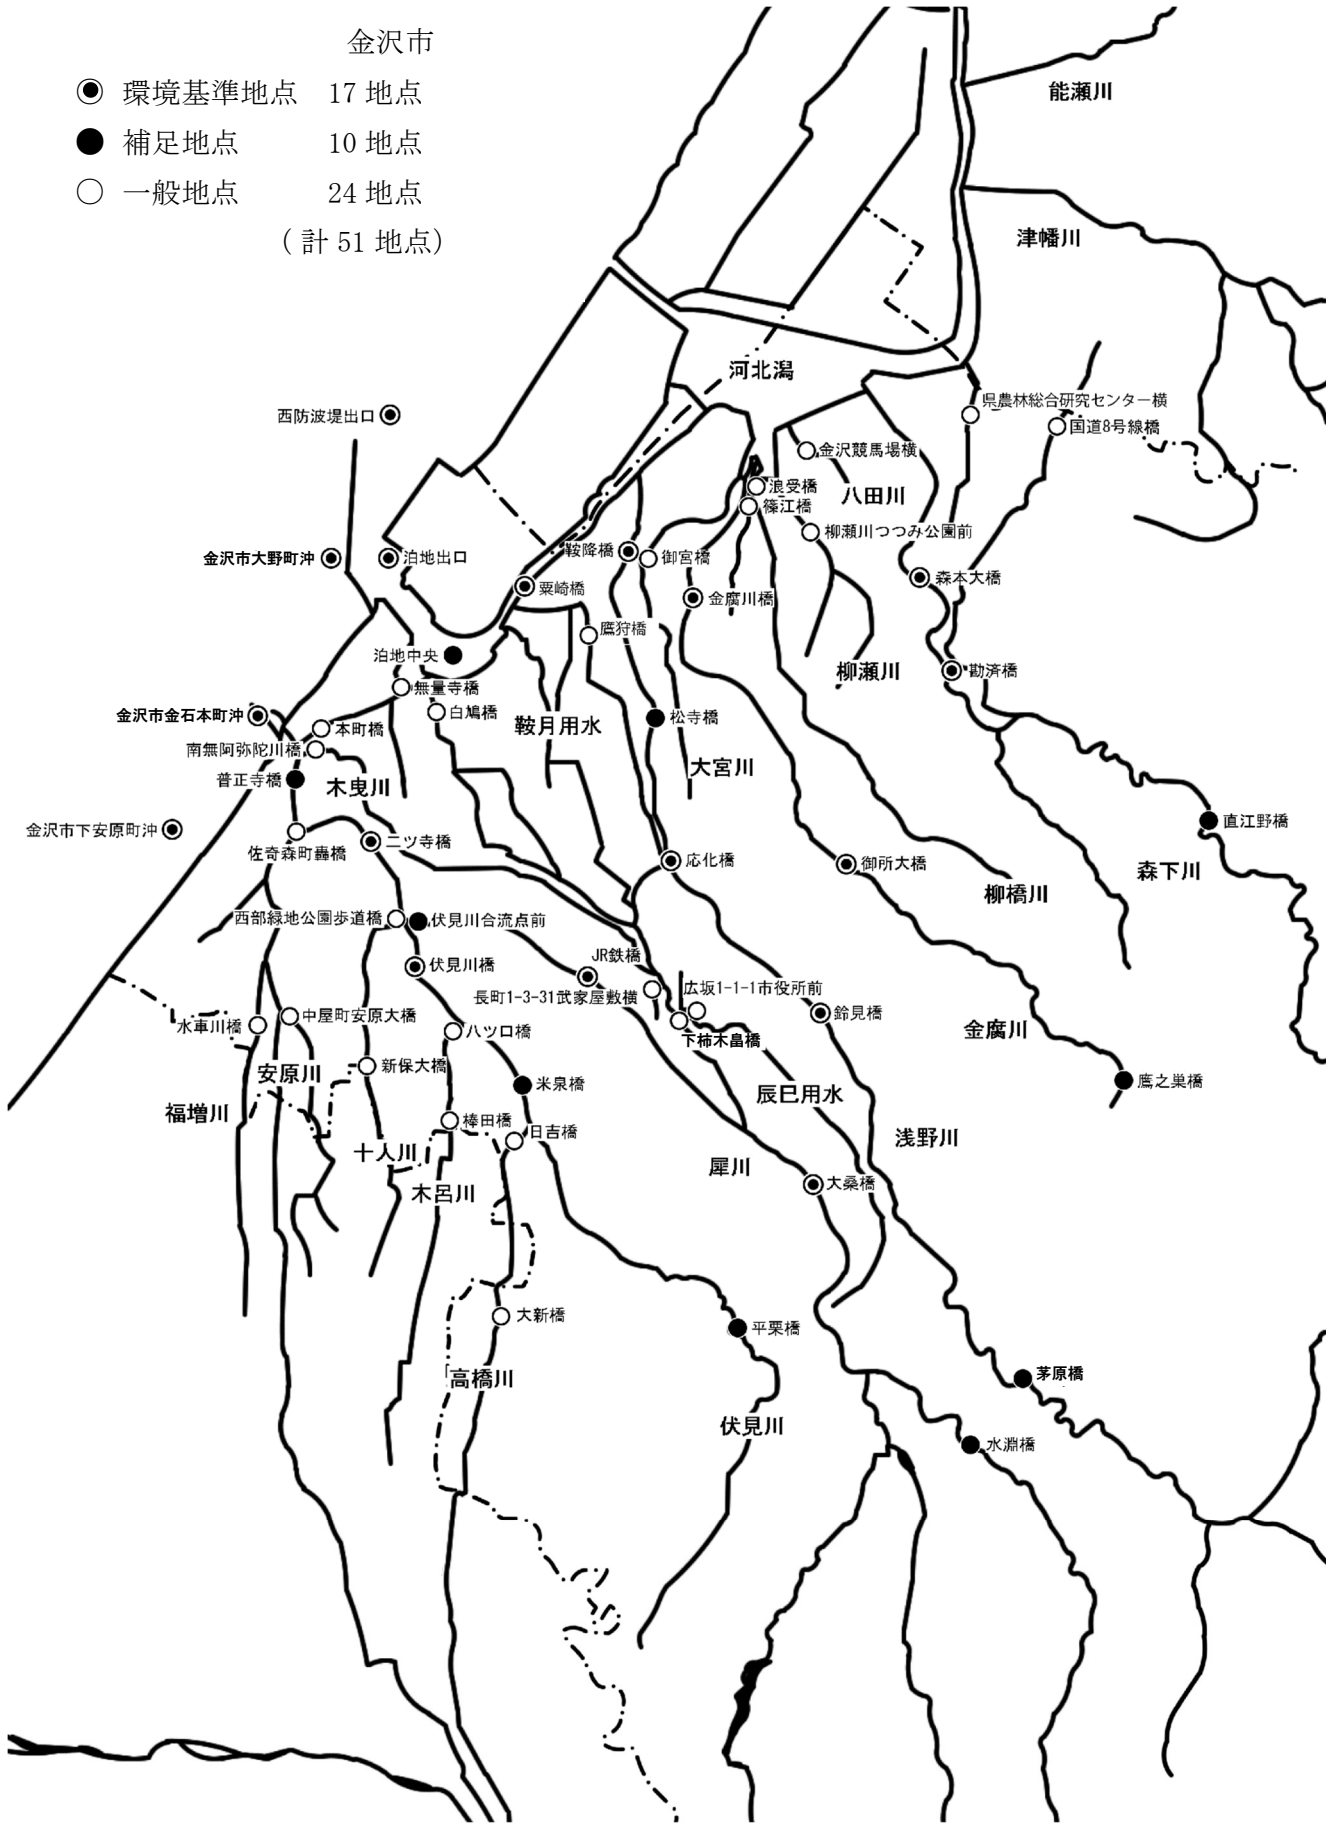 金沢市
環境基準地点 17 地点
補足地点 10 地点
一般地点 24 地点
( 計 51 地点)
能瀬川
津幡川
河北潟
県農林総合研究センター横
西防波堤出口
国道8号線橋
金沢競馬場横
浪受橋
八田川
篠江橋
柳瀬川つつみ公園前
鞍降橋
御宮橋
金沢市大野町沖
泊地出口
森本大橋
粟崎橋
金腐川橋
鷹狩橋
泊地中央
柳瀬川
勘済橋
無量寺橋
金沢市金石本町沖
白鳩橋
松寺橋
本町橋
鞍月用水
南無阿弥陀川橋
大宮川
普正寺橋
木曳川
直江野橋
金沢市下安原町沖
二ツ寺橋
佐奇森町轟橋
応化橋
御所大橋
森下川
柳橋川
西部緑地公園歩道橋
伏見川合流点前
JR鉄橋
伏見川橋
広坂1-1-1市役所前
長町1-3-31武家屋敷横
中屋町安原大橋
鈴見橋
水車川橋
八ツロ橋
金腐川
下柿木畠橋
新保大橋
安原川
米泉橋
鷹之巣橋
辰巳用水
福増川
棒田橋
日吉橋
浅野川
十人川
犀川
大桑橋
木呂川
大新橋
平栗橋
茅原橋
高橋川
伏見川
水淵橋